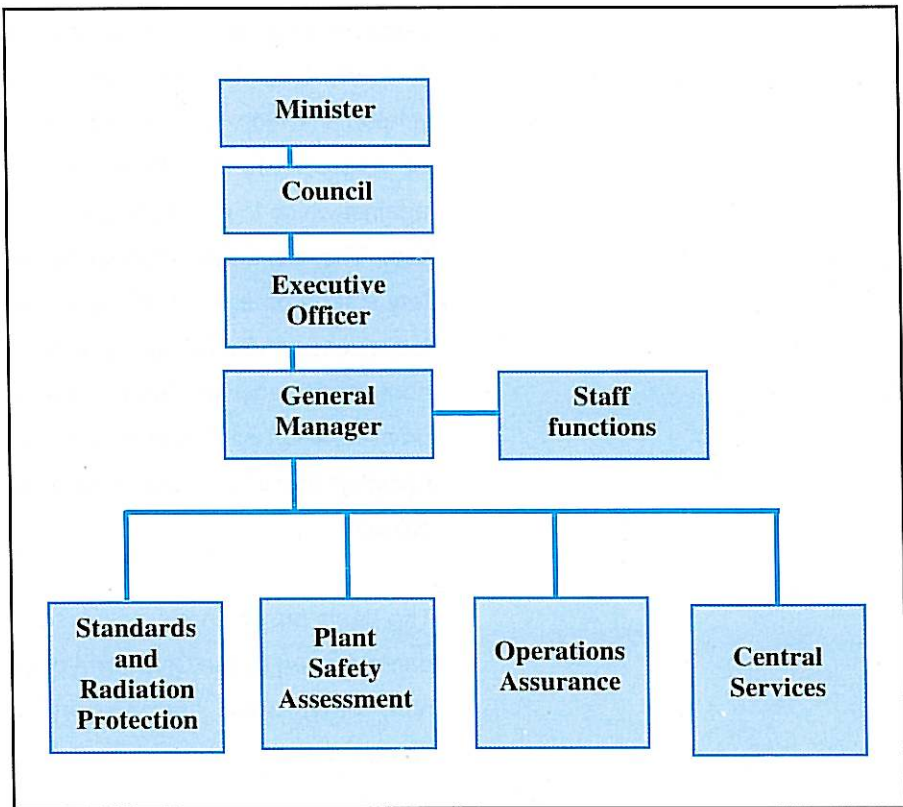 Minister
Council
Executive
Officer
General
Manager
Staff
functions
Standards
and
Radiation
Protection
Plant
Safety
Assessment
Operations
Assurance
Central
Services